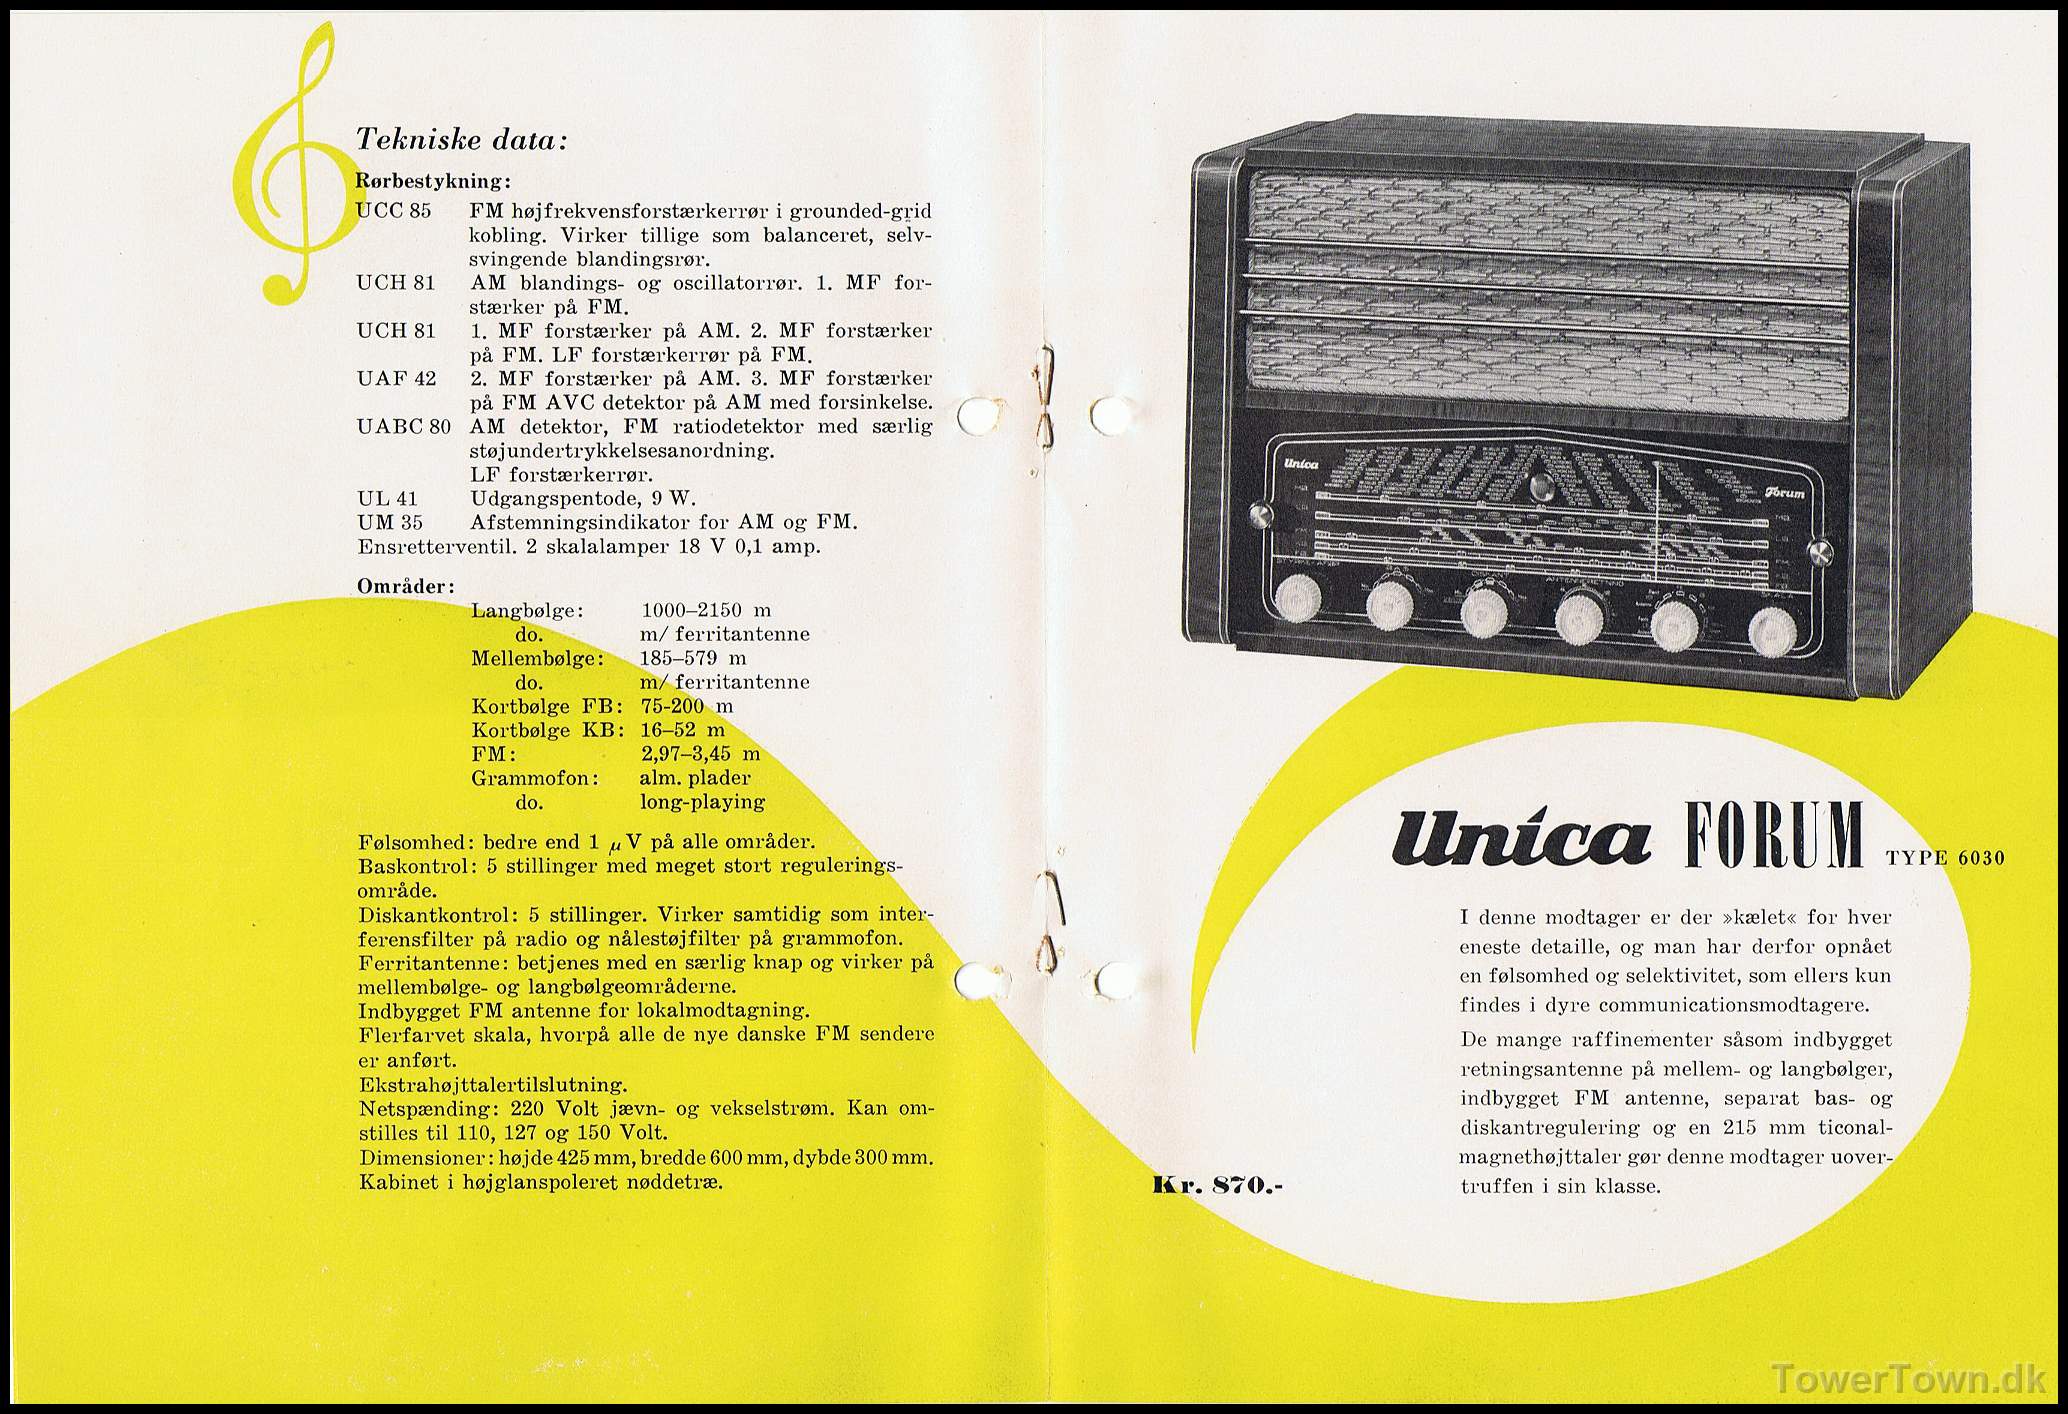 Tekniske data:
Rørbestykning:
UCC 85 FM højfrekvensforstærkerrør i grounded-grid
kobling. Virker tillige som balanceret, selv-
svingende blandingsrør.
UCH 81 AM blandings- og oscillatorrør. 1. MF for-
stærker på FM.
UCH 81 1. MF forstærker på AM. 2. MF forstærker
på FM. LF forstærkerrør på FM.
UAF 42 2. MF forstærker på AM. 3. MF forstærker
på FM AVC detektor på AM med forsinkelse.
UABC 80 AM detektor, FM ratiodetektor med særlig
støjundertrykkelsesanordning.
LF forstærkerrør.
UL 41 Udgangspentode, 9 W.
UM 35 Afstemningsindikator for AM og FM.
Ensretterventil. 2 skalalamper 18 V 0,1 amp.
Områder:
Langbølge: 1000–2150 m
do. m/ ferritantenne
Mellembølge: 185–579 m
do. m/ ferritantenne
Kortbølge FB: 75-200 m
Kortbølge KB: 16–52 m
FM: 2,97–3,45 m
Grammofon: alm. plader
do. long-playing
Følsomhed: bedre end 1 µV på alle områder.
Baskontrol: 5 stillinger med meget stort regulerings-
område.
Diskantkontrol: 5 stillinger. Virker samtidig som inter-
ferensfilter på radio og nålestøjfilter på grammofon.
Ferritantenne: betjenes med en særlig knap og virker på
mellembølge- og langbølgeområderne.
Indbygget FM antenne for lokalmodtagning.
Flerfarvet skala, hvorpå alle de nye danske FM sendere
er anført.
Ekstrahøjttalertilslutning.
Netspænding: 220 Volt jævn- og vekselstrøm. Kan om-
stilles til 110, 127 og 150 Volt.
Dimensioner: højde 425 mm, bredde 600 mm, dybde 300 mm.
Kabinet i højglanspoleret nøddetræ.
Unica
Forum
ANTENNERETNING
Unica FORUM TYPE 6030
I denne modtager er der »kælet« for hver
eneste detaille, og man har derfor opnået
en følsomhed og selektivitet, som ellers kun
findes i dyre communicationsmodtagere.
De mange raffinementer såsom indbygget
retningsantenne på mellem- og langbølger,
indbygget FM antenne, separat bas- og
diskantregulering og en 215 mm ticonal-
magnethøjttaler gør denne modtager uover-
truffen i sin klasse.
Kr. 870.-
TowerTown.dk